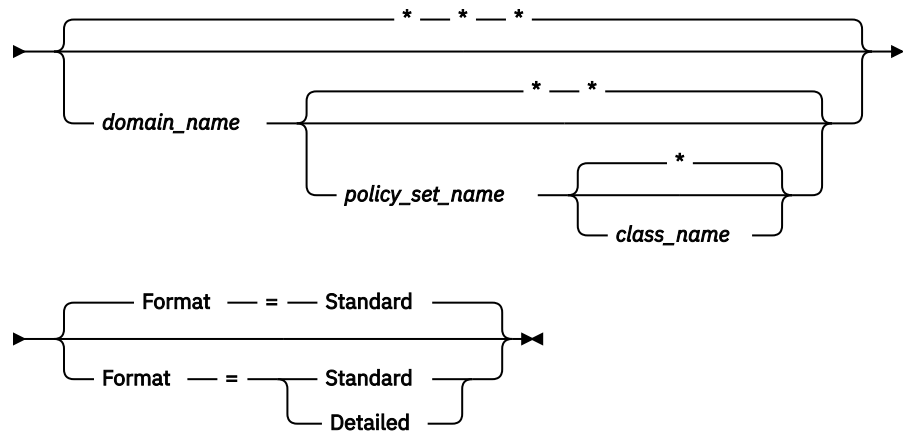 * * *
* *
domain_name
*
policy_set_name
class_name
Format = Standard
Format = Standard
Detailed